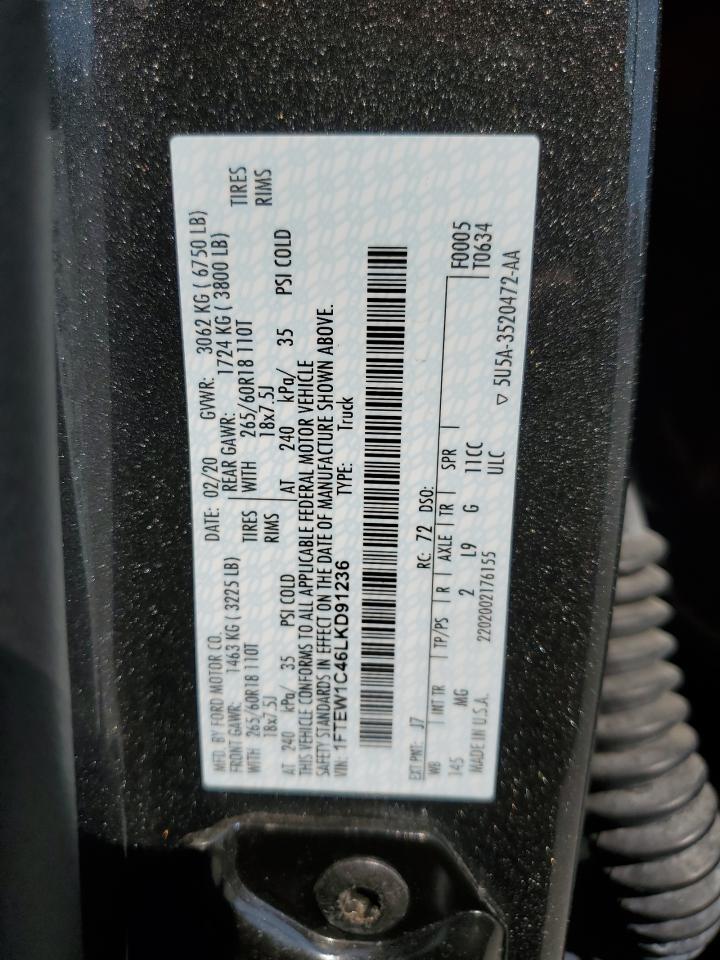 MFD. BY FORD MOTOR CO.
DATE: 02/20 GVWR: 3062 KG ( 6750 LB)
FRONT GAWR: 1463 KG ( 3225 LB) REAR GAWR: 1724 KG ( 3800 LB)
WITH 265/60R18 110T TIRES WITH 265/60R18 110T TIRES
18x7.5J RIMS 18x7.5J RIMS
AT 240 kPa/ 35 PSI COLD AT 240 kPa/ 35 PSI COLD
THIS VEHICLE CONFORMS TO ALL APPLICABLE FEDERAL MOTOR VEHICLE
SAFETY STANDARDS IN EFFECT ON THE DATE OF MANUFACTURE SHOWN ABOVE.
VIN: 1FTEW1C46LKD91236 TYPE: Truck
EXT PNT: J7 RC: 72 DSO: F0005
WB INT TR TP/PS R AXLE TR SPR T0634
145 MG 2 L9 G 11CC
ULC
MADE IN U.S.A. 2202002176155 ▽ 5U5A-3520472-AA